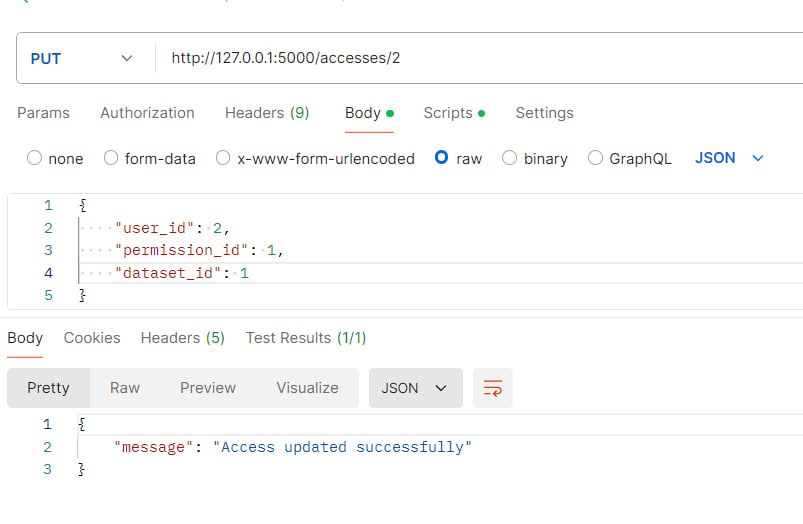 PUT http://127.0.0.1:5000/accesses/2
Params Authorization Headers (9) Body Scripts Settings
none form-data x-www-form-urlencoded raw binary GraphQL JSON
1 {
2 "user_id": 2,
3 "permission_id": 1,
4 "dataset_id": 1
5 }
Body Cookies Headers (5) Test Results (1/1)
Pretty Raw Preview Visualize JSON
1 {
2 "message": "Access updated successfully"
3 }